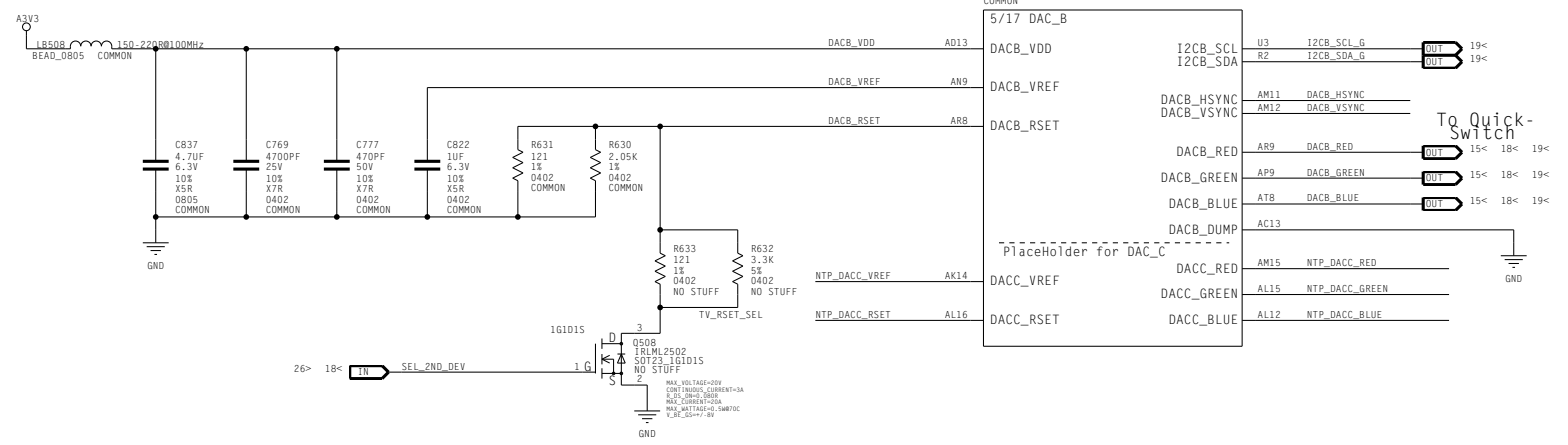 COMMON
5/17 DAC_B
A3V3
LB508 150-220R@100MHz
BEAD_0805 COMMON
DACB_VDD AD13 DACB_VDD
DACB_VREF AN9 DACB_VREF
DACB_RSET AR8 DACB_RSET
I2CB_SCL U3 I2CB_SCL_G OUT 19<
I2CB_SDA R2 I2CB_SDA_G OUT 19<
DACB_HSYNC AM11 DACB_HSYNC
DACB_VSYNC AM12 DACB_VSYNC
To Quick-
Switch
DACB_RED AR9 DACB_RED OUT 15< 18< 19<
DACB_GREEN AP9 DACB_GREEN OUT 15< 18< 19<
DACB_BLUE AT8 DACB_BLUE OUT 15< 18< 19<
DACB_DUMP AC13
GND
PlaceHolder for DAC_C
DACC_RED AM15 NTP_DACC_RED
DACC_GREEN AL15 NTP_DACC_GREEN
DACC_BLUE AL12 NTP_DACC_BLUE
NTP_DACC_VREF AK14 DACC_VREF
NTP_DACC_RSET AL16 DACC_RSET
C837
4.7UF
6.3V
10%
X5R
0805
COMMON
C769
4700PF
25V
10%
X7R
0402
COMMON
C777
470PF
50V
10%
X7R
0402
COMMON
C822
1UF
6.3V
10%
X5R
0402
COMMON
R631
121
1%
0402
COMMON
R630
2.05K
1%
0402
COMMON
GND
R633
121
1%
0402
NO STUFF
R632
3.3K
5%
0402
NO STUFF
TV_RSET_SEL
1G1D1S
3
D
Q508
IRLML2502
SOT23_1G1D1S
NO STUFF
26> 18< IN SEL_2ND_DEV 1 G
S
2
MAX_VOLTAGE=20V
CONTINUOUS_CURRENT=3A
R_DS_ON=0.080R
MAX_CURRENT=20A
MAX_WATTAGE=0.5W@70C
V_BE_GS=+/-8V
GND